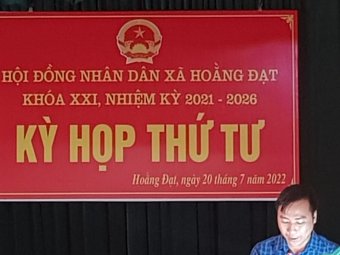 HỘI ĐỒNG NHÂN DÂN XÃ HOẰNG ĐẠT
KHÓA XXI, NHIỆM KỲ 2021 - 2026
KỲ HỌP THỨ TƯ
Hoằng Đạt, ngày 20 tháng 7 năm 2022